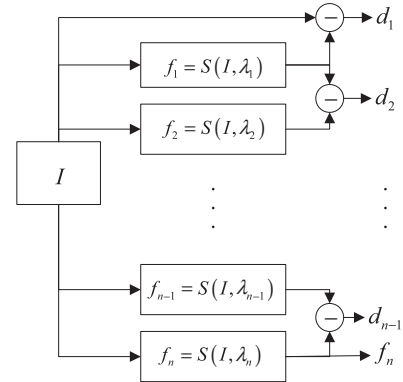 − d₁
f₁ = S(I, λ₁)
− d₂
f₂ = S(I, λ₂)
I
. .
. .
. .
fₙ₋₁ = S(I, λₙ₋₁)
− dₙ₋₁
fₙ = S(I, λₙ) fₙ